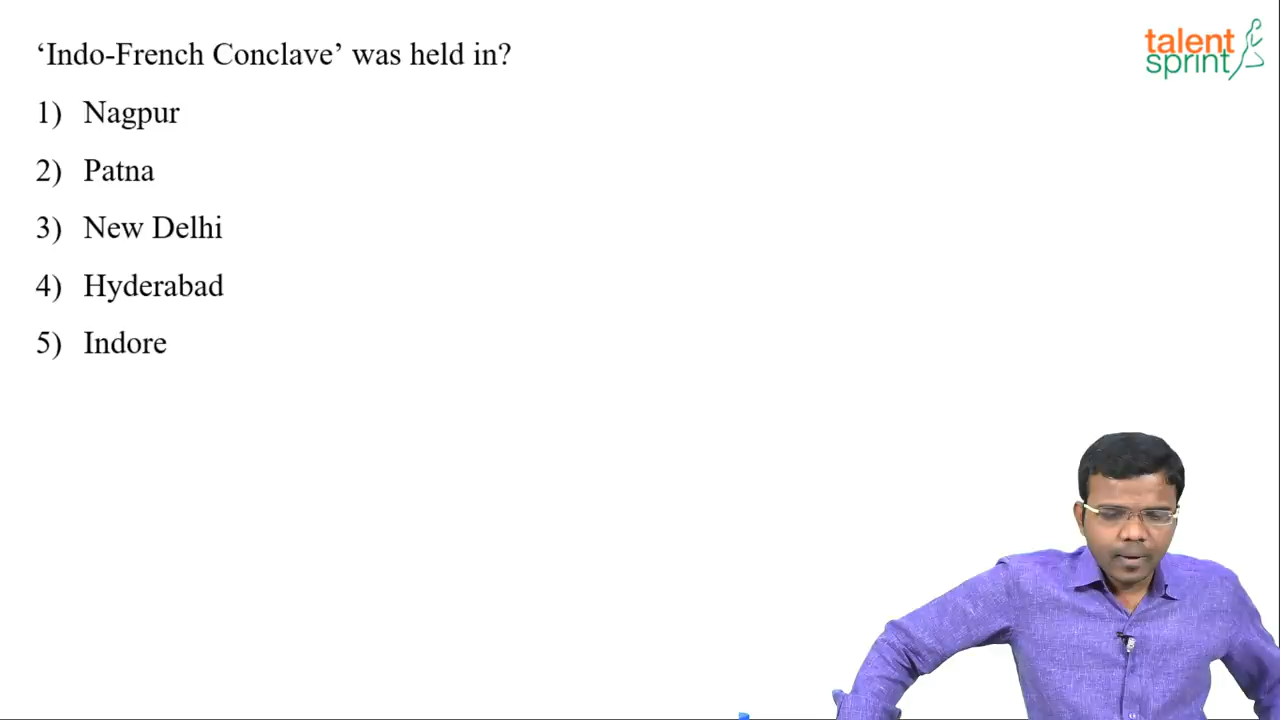 ‘Indo-French Conclave’ was held in?
talent
sprint
1) Nagpur
2) Patna
3) New Delhi
4) Hyderabad
5) Indore